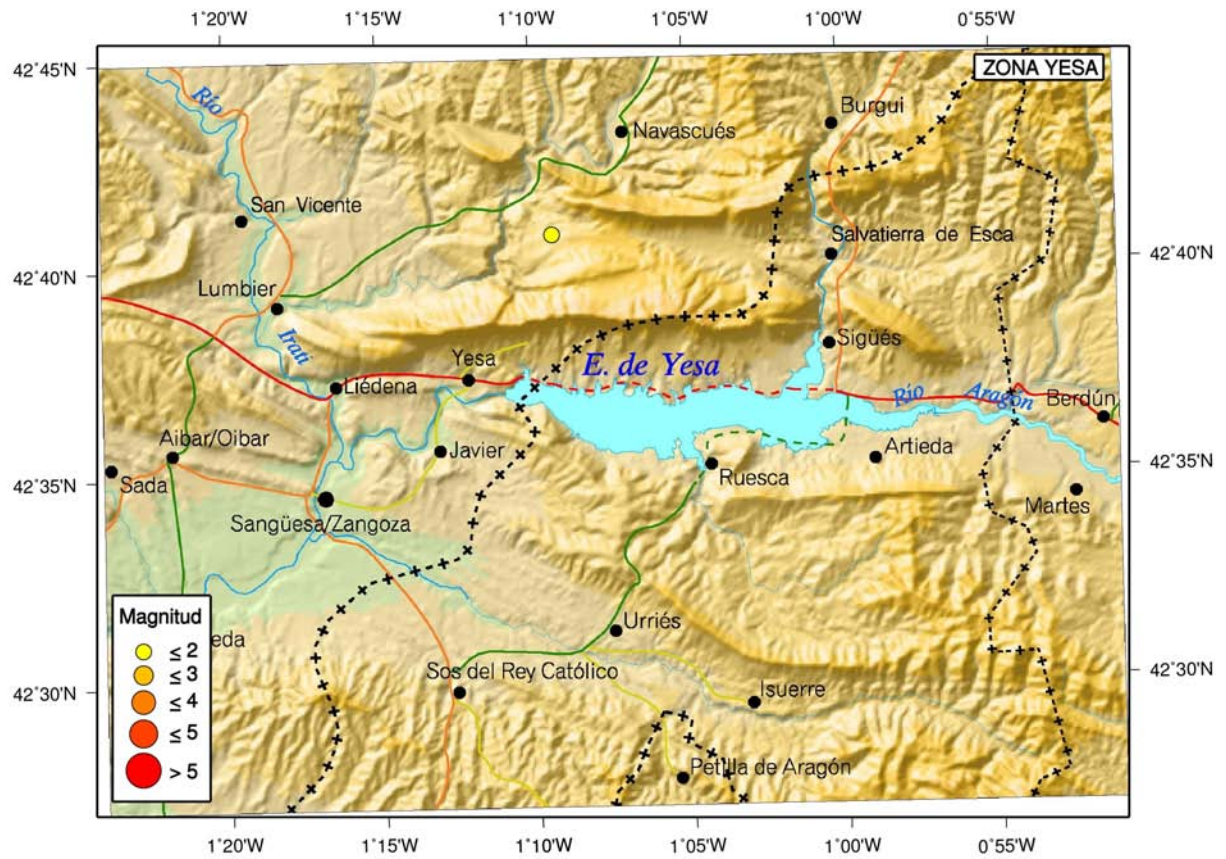 1°20'W 1°15'W 1°10'W 1°05'W 1°00'W 0°55'W
42°45'N
ZONA YESA
Río
Burgui
Navascués
San Vicente
Salvatierra de Esca
42°40'N
42°40'N
Lumbier
Irati
Sigüés
Yesa
E. de Yesa
Liédena
Río Aragón
Berdún
Aibar/Oibar
Javier
Artieda
42°35'N
Sada
Ruesca
42°35'N
Martes
Sangüesa/Zangoza
Magnitud
≤ 2
≤ 3
≤ 4
≤ 5
> 5
eda
Urriés
Sos del Rey Católico
42°30'N
42°30'N
Isuerre
Petilla de Aragón
1°20'W 1°15'W 1°10'W 1°05'W 1°00'W 0°55'W